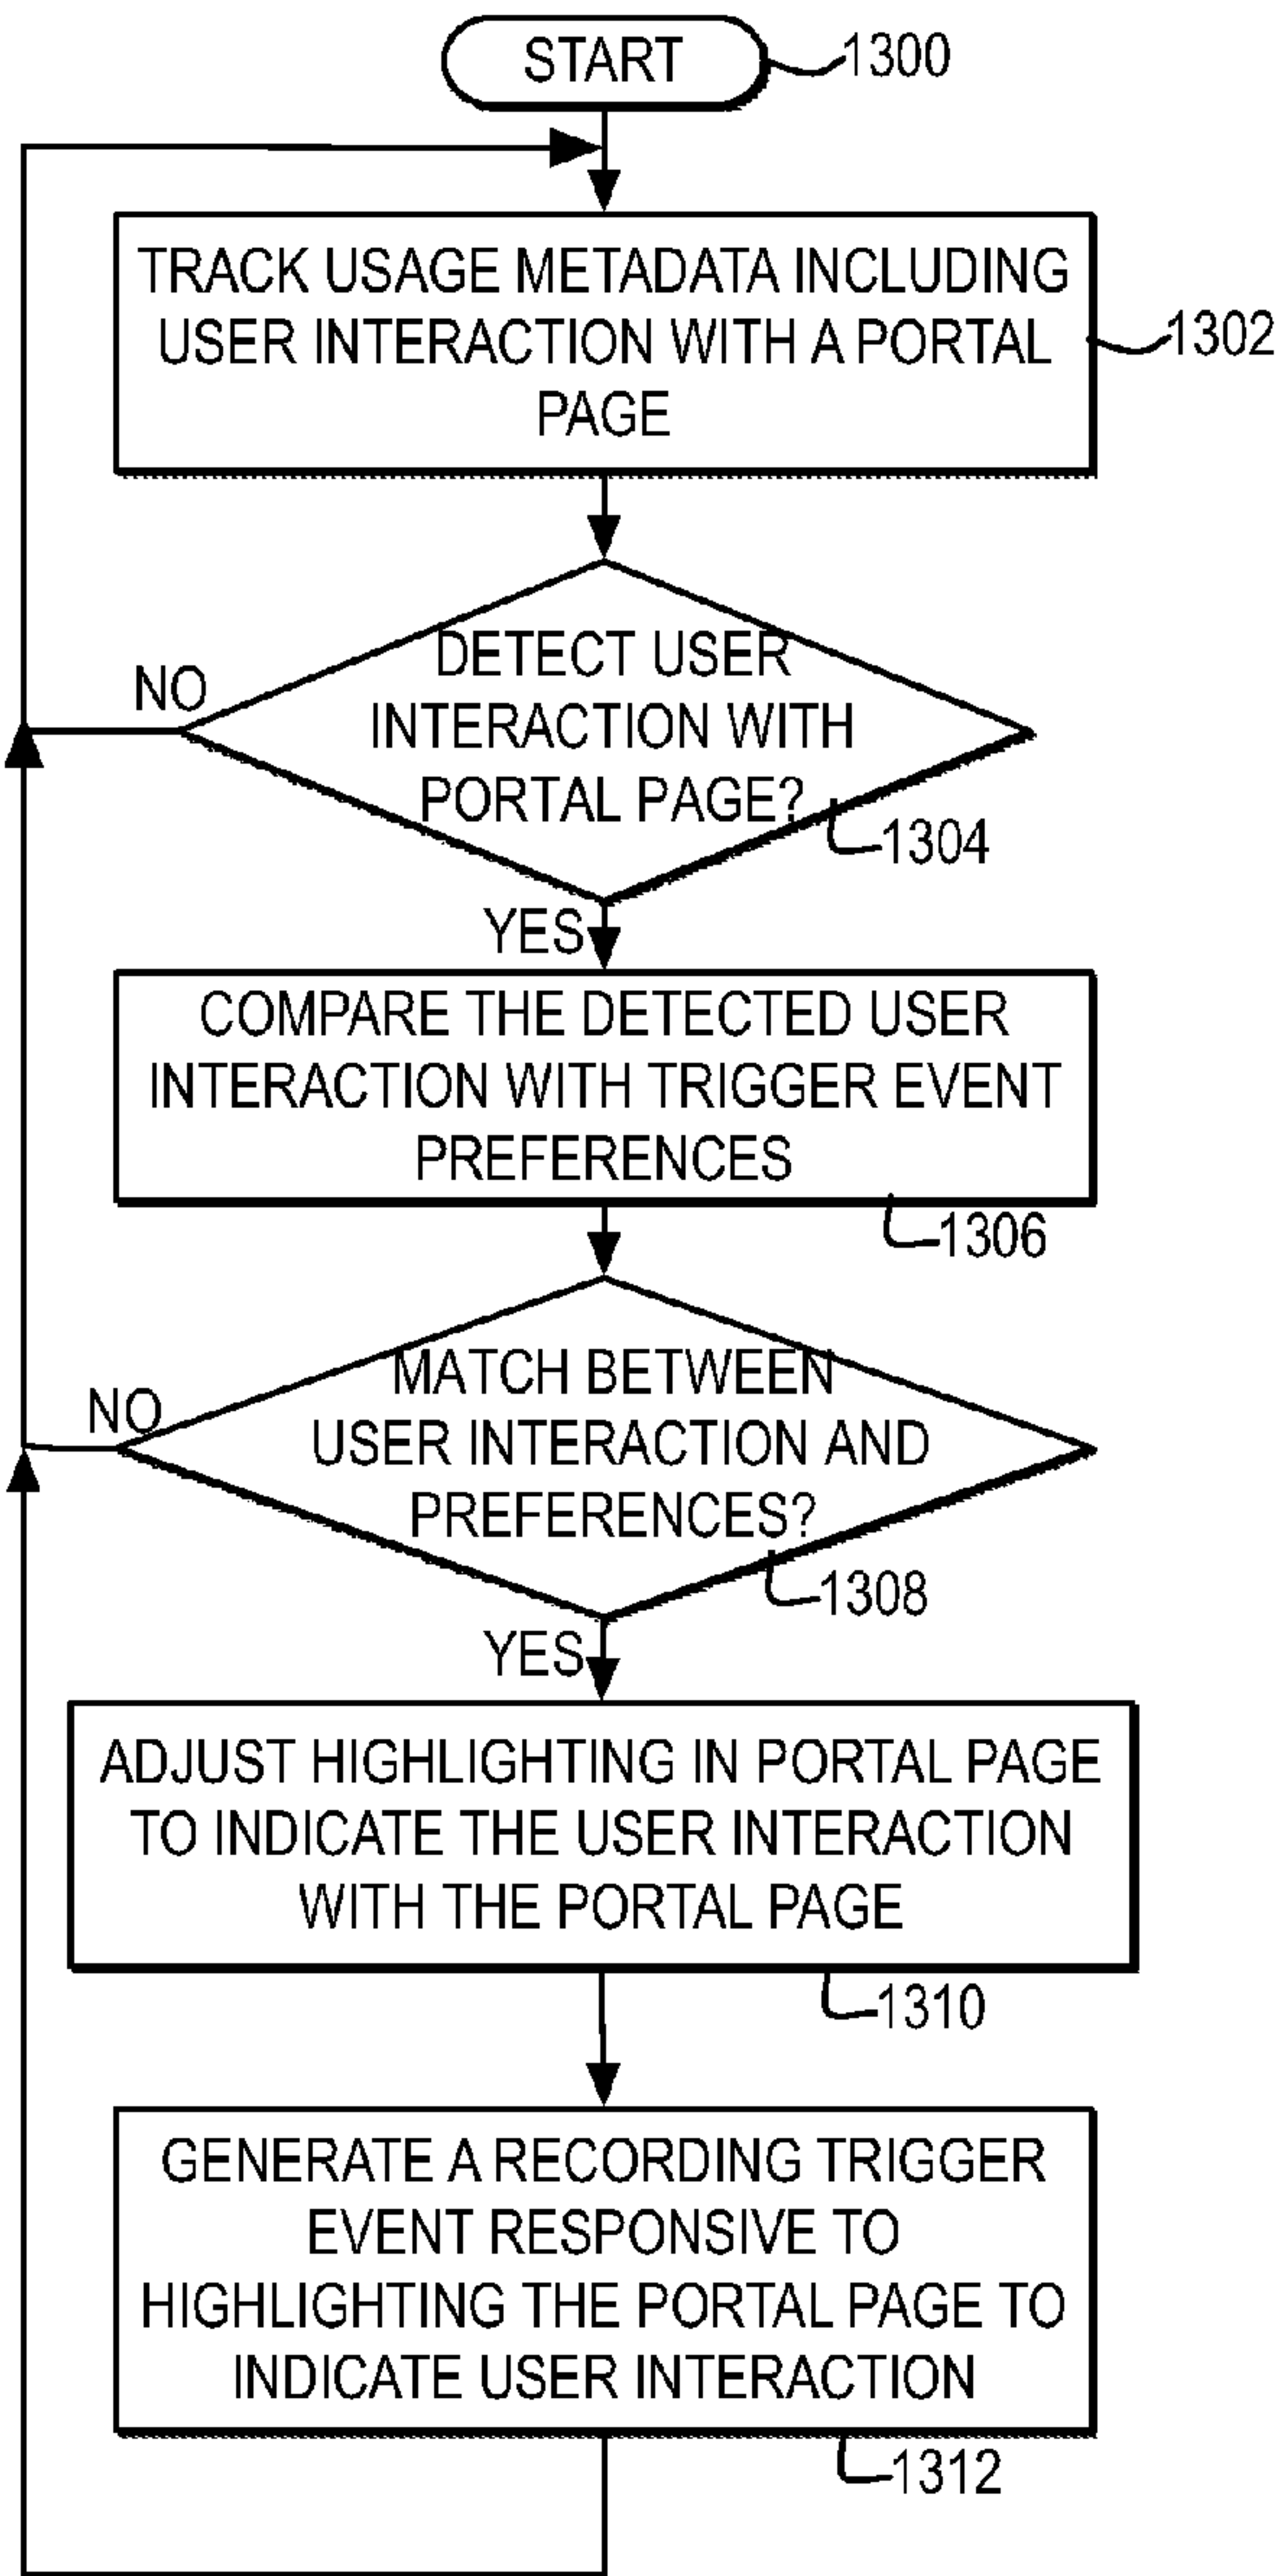 START
1300
TRACK USAGE METADATA INCLUDING
USER INTERACTION WITH A PORTAL
PAGE
1302
DETECT USER
INTERACTION WITH
PORTAL PAGE?
NO
1304
YES
COMPARE THE DETECTED USER
INTERACTION WITH TRIGGER EVENT
PREFERENCES
1306
MATCH BETWEEN
USER INTERACTION AND
PREFERENCES?
NO
1308
YES
ADJUST HIGHLIGHTING IN PORTAL PAGE
TO INDICATE THE USER INTERACTION
WITH THE PORTAL PAGE
1310
GENERATE A RECORDING TRIGGER
EVENT RESPONSIVE TO
HIGHLIGHTING THE PORTAL PAGE TO
INDICATE USER INTERACTION
1312